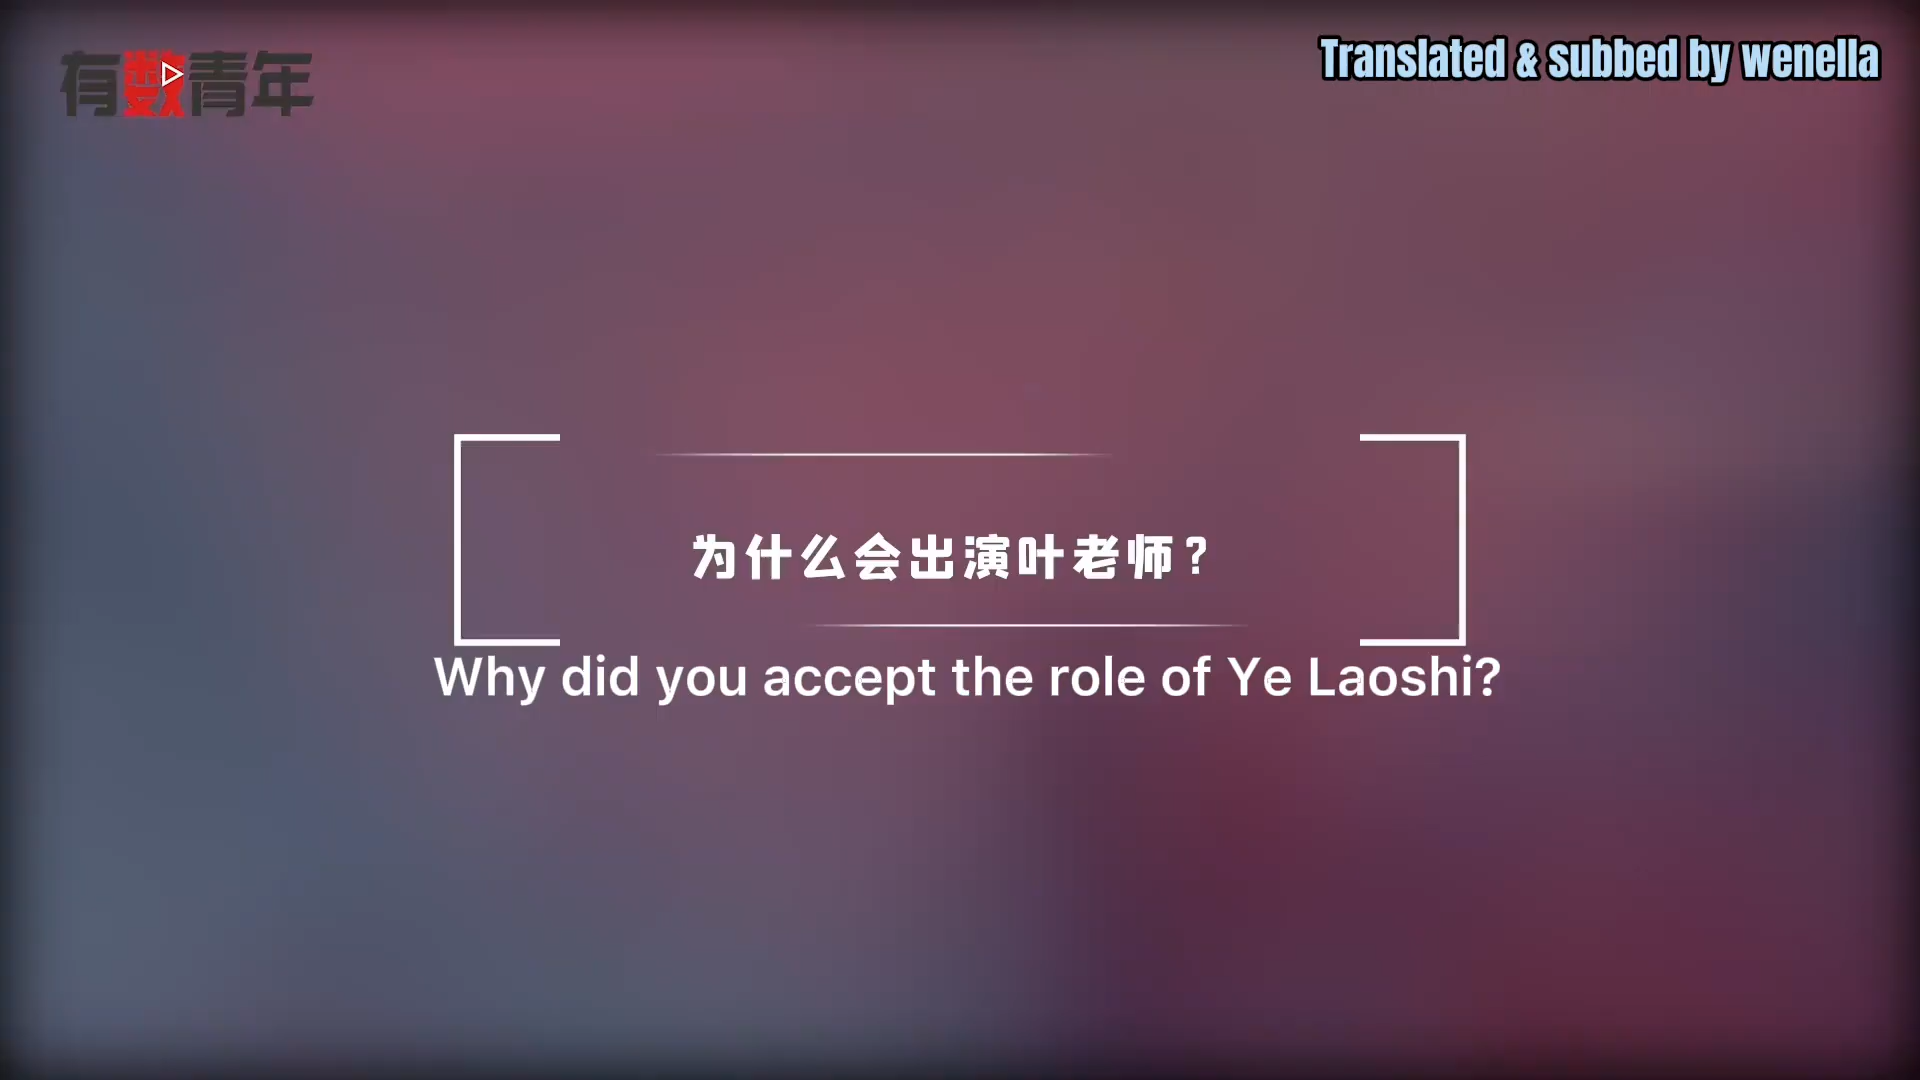 有数青年
Translated & subbed by wenella
为什么会出演叶老师?
Why did you accept the role of Ye Laoshi?